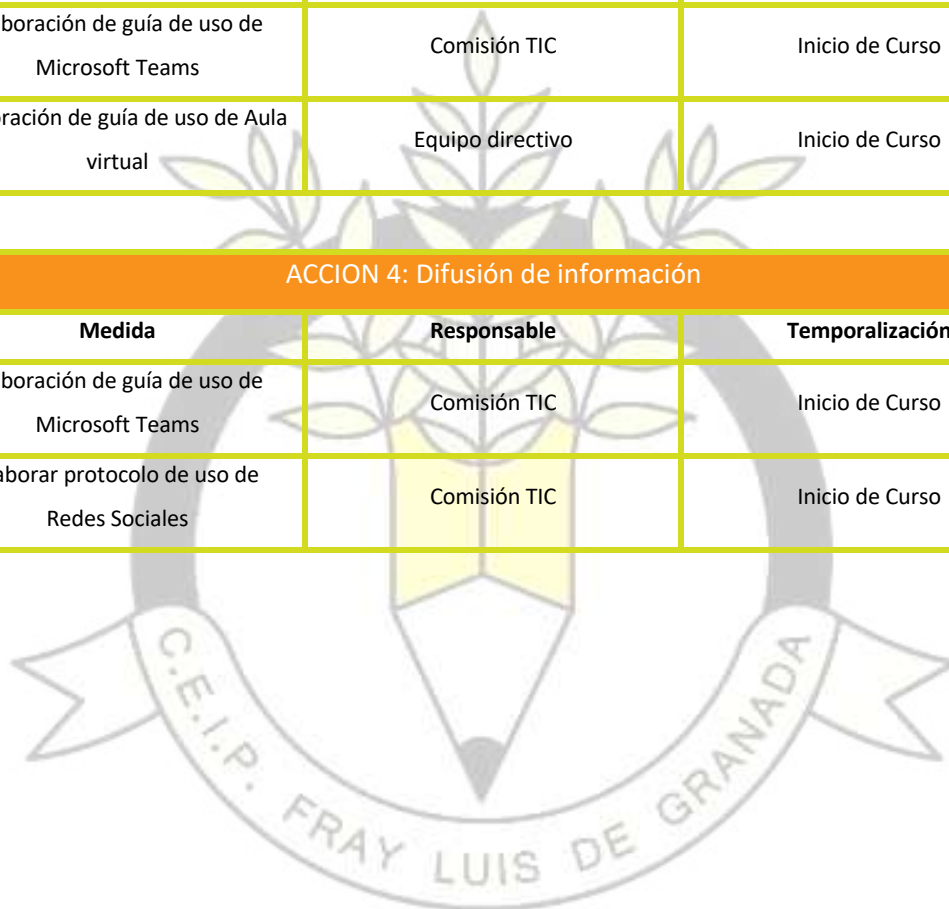 boración de guía de uso de
Microsoft Teams
Comisión TIC
Inicio de Curso
oración de guía de uso de Aula
virtual
Equipo directivo
Inicio de Curso
ACCION 4: Difusión de información
Medida
Responsable
Temporalización
boración de guía de uso de
Microsoft Teams
Comisión TIC
Inicio de Curso
aborar protocolo de uso de
Redes Sociales
Comisión TIC
Inicio de Curso
C.E.I.P. FRAY LUIS DE GRANADA